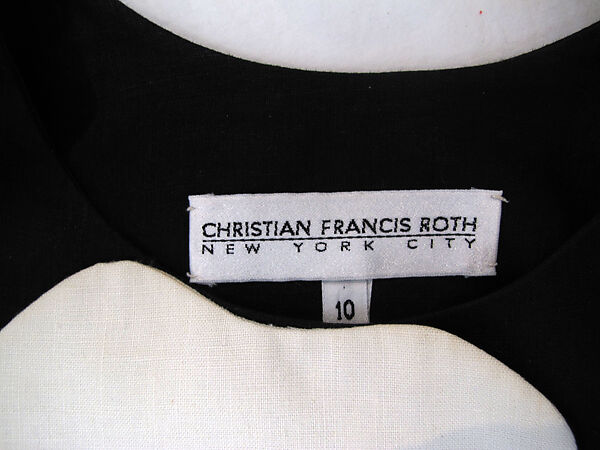 CHRISTIAN FRANCIS ROTH
NEW YORK CITY
10